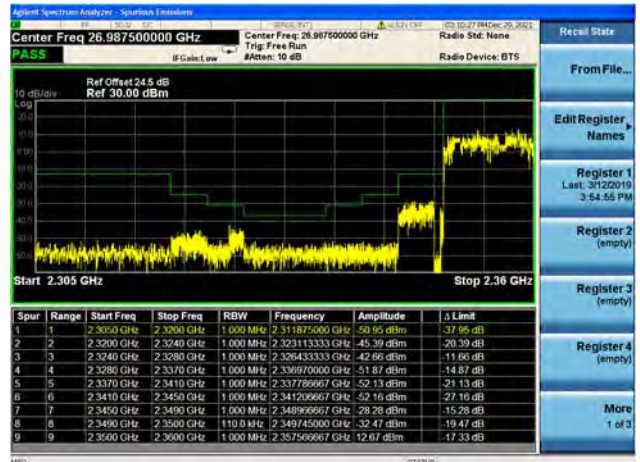 Agilent Spectrum Analyzer - Spurious Emissions
03:10:27 PM Dec 29, 2021
Center Freq 26.987500000 GHz
Center Freq: 26.987500000 GHz
Radio Std: None
Trig: Free Run
PASS
IFGain:Low
#Atten: 10 dB
Radio Device: BTS
Ref Offset 24.5 dB
10 dB/div Ref 30.00 dBm
Log
Start 2.305 GHz
Stop 2.36 GHz
Spur Range Start Freq Stop Freq RBW Frequency Amplitude Δ Limit
1 1 2.3050 GHz 2.3200 GHz 1.000 MHz 2.311875000 GHz -50.95 dBm -37.95 dB
2 2 2.3200 GHz 2.3240 GHz 1.000 MHz 2.323113333 GHz -45.39 dBm -20.39 dB
3 3 2.3240 GHz 2.3280 GHz 1.000 MHz 2.326433333 GHz -42.66 dBm -11.66 dB
4 4 2.3280 GHz 2.3370 GHz 1.000 MHz 2.336970000 GHz -51.87 dBm -14.87 dB
5 5 2.3370 GHz 2.3410 GHz 1.000 MHz 2.337786667 GHz -52.13 dBm -21.13 dB
6 6 2.3410 GHz 2.3450 GHz 1.000 MHz 2.341206667 GHz -52.16 dBm -27.16 dB
7 7 2.3450 GHz 2.3490 GHz 1.000 MHz 2.348966667 GHz -28.28 dBm -15.28 dB
8 8 2.3490 GHz 2.3500 GHz 110.0 kHz 2.349745000 GHz -32.47 dBm -19.47 dB
9 9 2.3500 GHz 2.3600 GHz 1.000 MHz 2.357566667 GHz 12.67 dBm -17.33 dB
Recall State
From File...
Edit Register
Names
Register 1
Last: 3/12/2019
3:54:55 PM
Register 2
(empty)
Register 3
(empty)
Register 4
(empty)
More
1 of 3